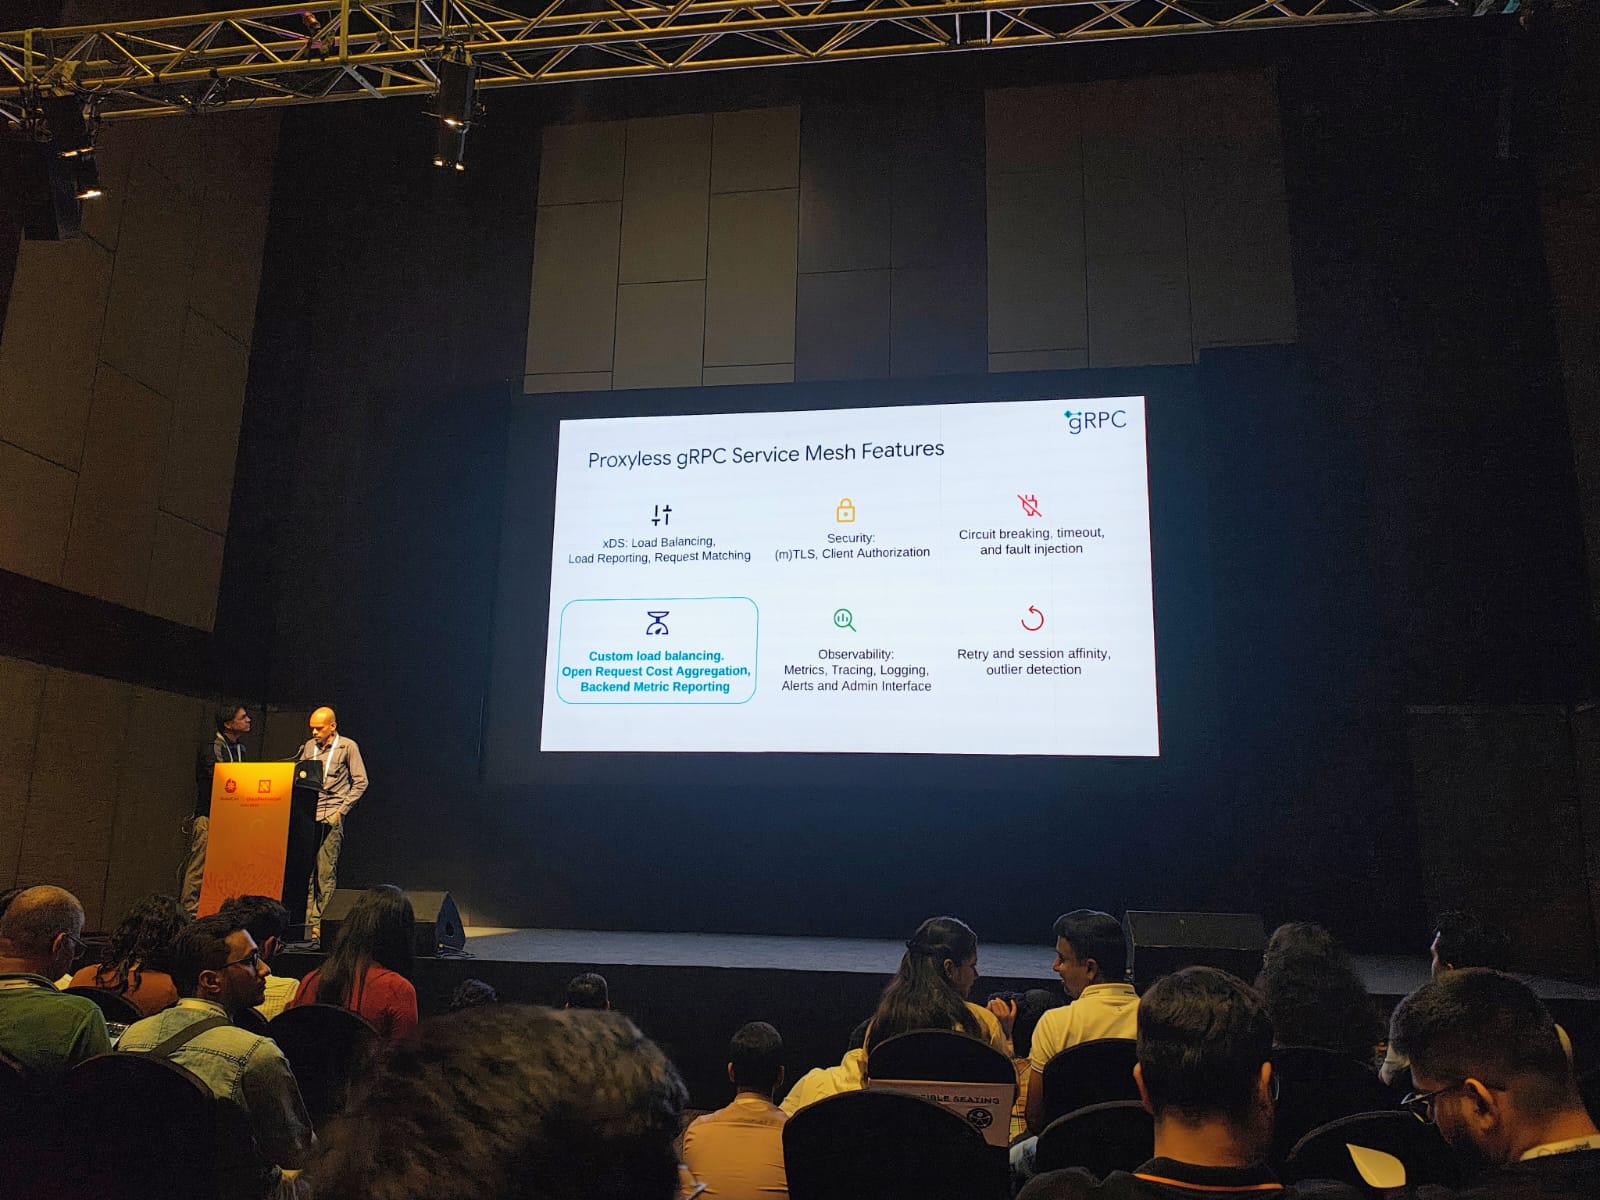 gRPC
Proxyless gRPC Service Mesh Features
xDS: Load Balancing,
Load Reporting, Request Matching
Security:
(m)TLS, Client Authorization
Circuit breaking, timeout,
and fault injection
Custom load balancing.
Open Request Cost Aggregation,
Backend Metric Reporting
Observability:
Metrics, Tracing, Logging,
Alerts and Admin Interface
Retry and session affinity,
outlier detection
SEATING